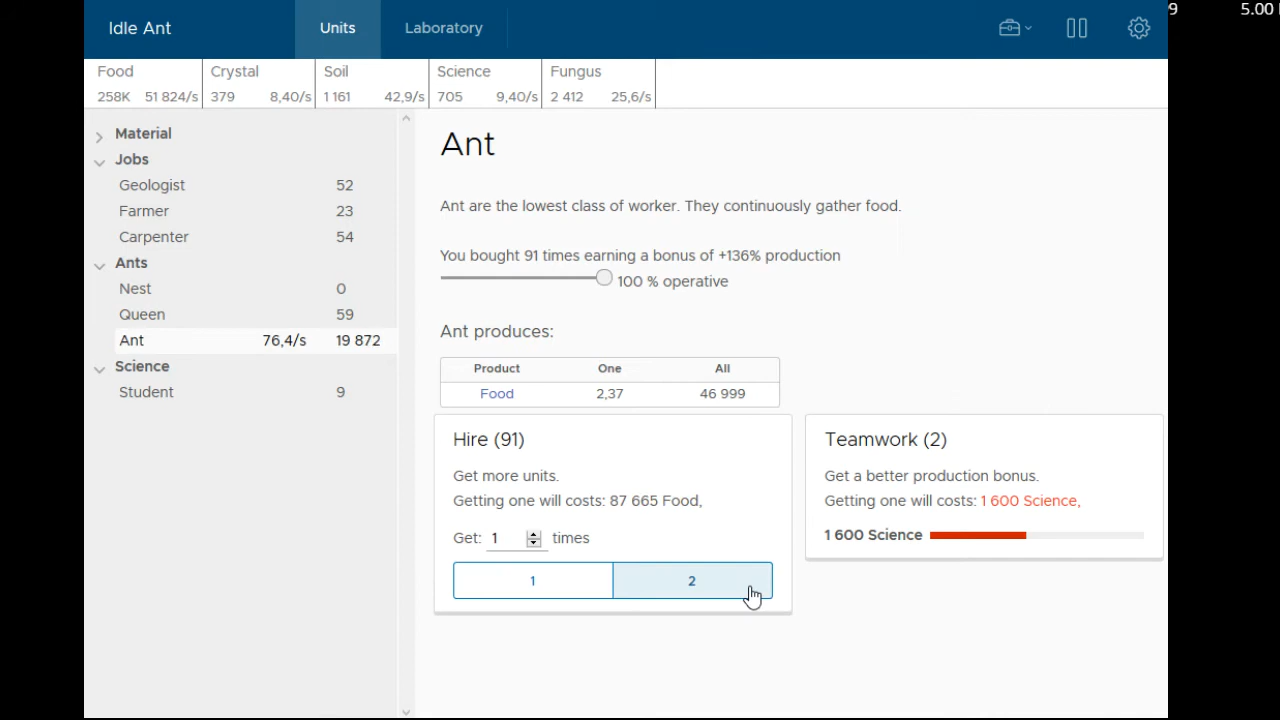 Idle Ant Units Laboratory
9 5.00
Food Crystal Soil Science Fungus
258K 51 824/s 379 8,40/s 1 161 42,9/s 705 9,40/s 2 412 25,6/s
Material
Jobs
Geologist 52
Farmer 23
Carpenter 54
Ants
Nest 0
Queen 59
Ant 76,4/s 19 872
Science
Student 9
Ant
Ant are the lowest class of worker. They continuously gather food.
You bought 91 times earning a bonus of +136% production
100 % operative
Ant produces:
Product One All
Food 2,37 46 999
Hire (91)
Get more units.
Getting one will costs: 87 665 Food,
Get: 1 times
1 2
Teamwork (2)
Get a better production bonus.
Getting one will costs: 1 600 Science,
1 600 Science